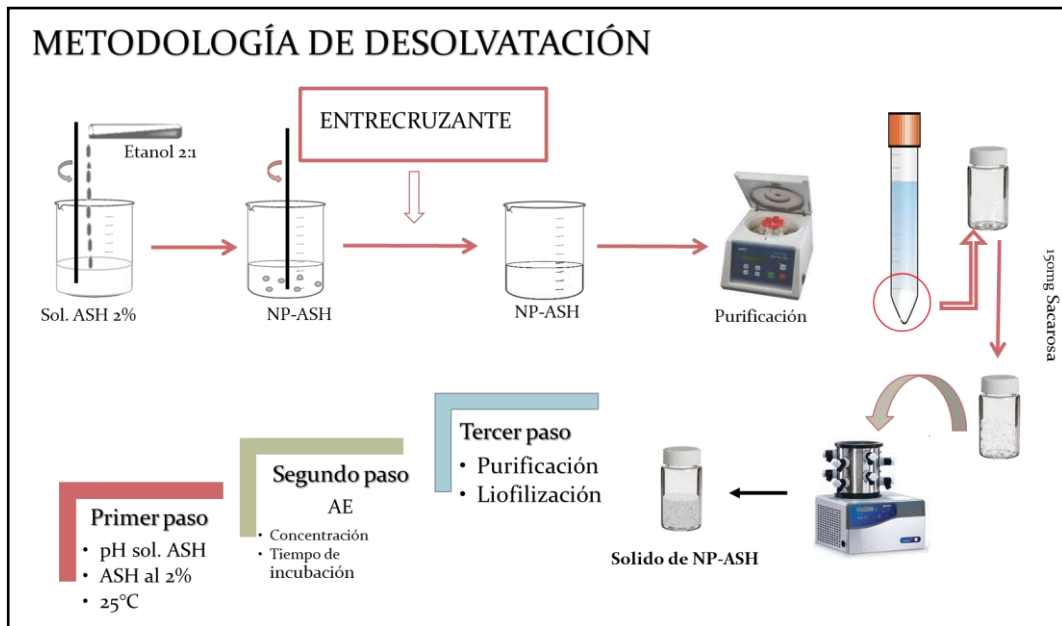 METODOLOGÍA DE DESOLVATACIÓN
ENTRECRUZANTE
Etanol 2:1
Sol. ASH 2%
NP-ASH
NP-ASH
Purificación
150mg Sacarosa
Tercer paso
• Purificación
• Liofilización
Segundo paso
AE
• Concentración
• Tiempo de
incubación
Primer paso
• pH sol. ASH
• ASH al 2%
• 25°C
Solido de NP-ASH